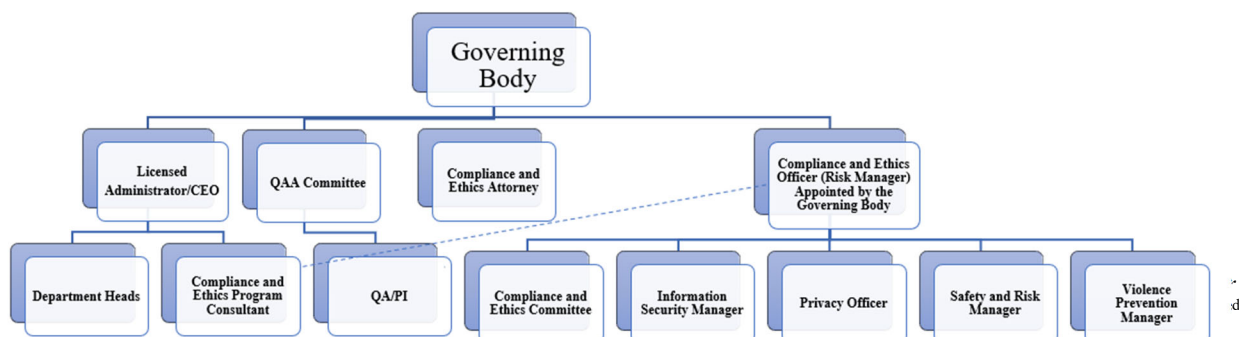 Governing
Body
Licensed
Administrator/CEO
QAA Committee
Compliance and
Ethics Attorney
Compliance and Ethics
Officer (Risk Manager)
Appointed by the
Governing Body
Department Heads
Compliance and
Ethics Program
Consultant
QA/PI
Compliance and
Ethics Committee
Information
Security Manager
Privacy Officer
Safety and Risk
Manager
Violence
Prevention
Manager